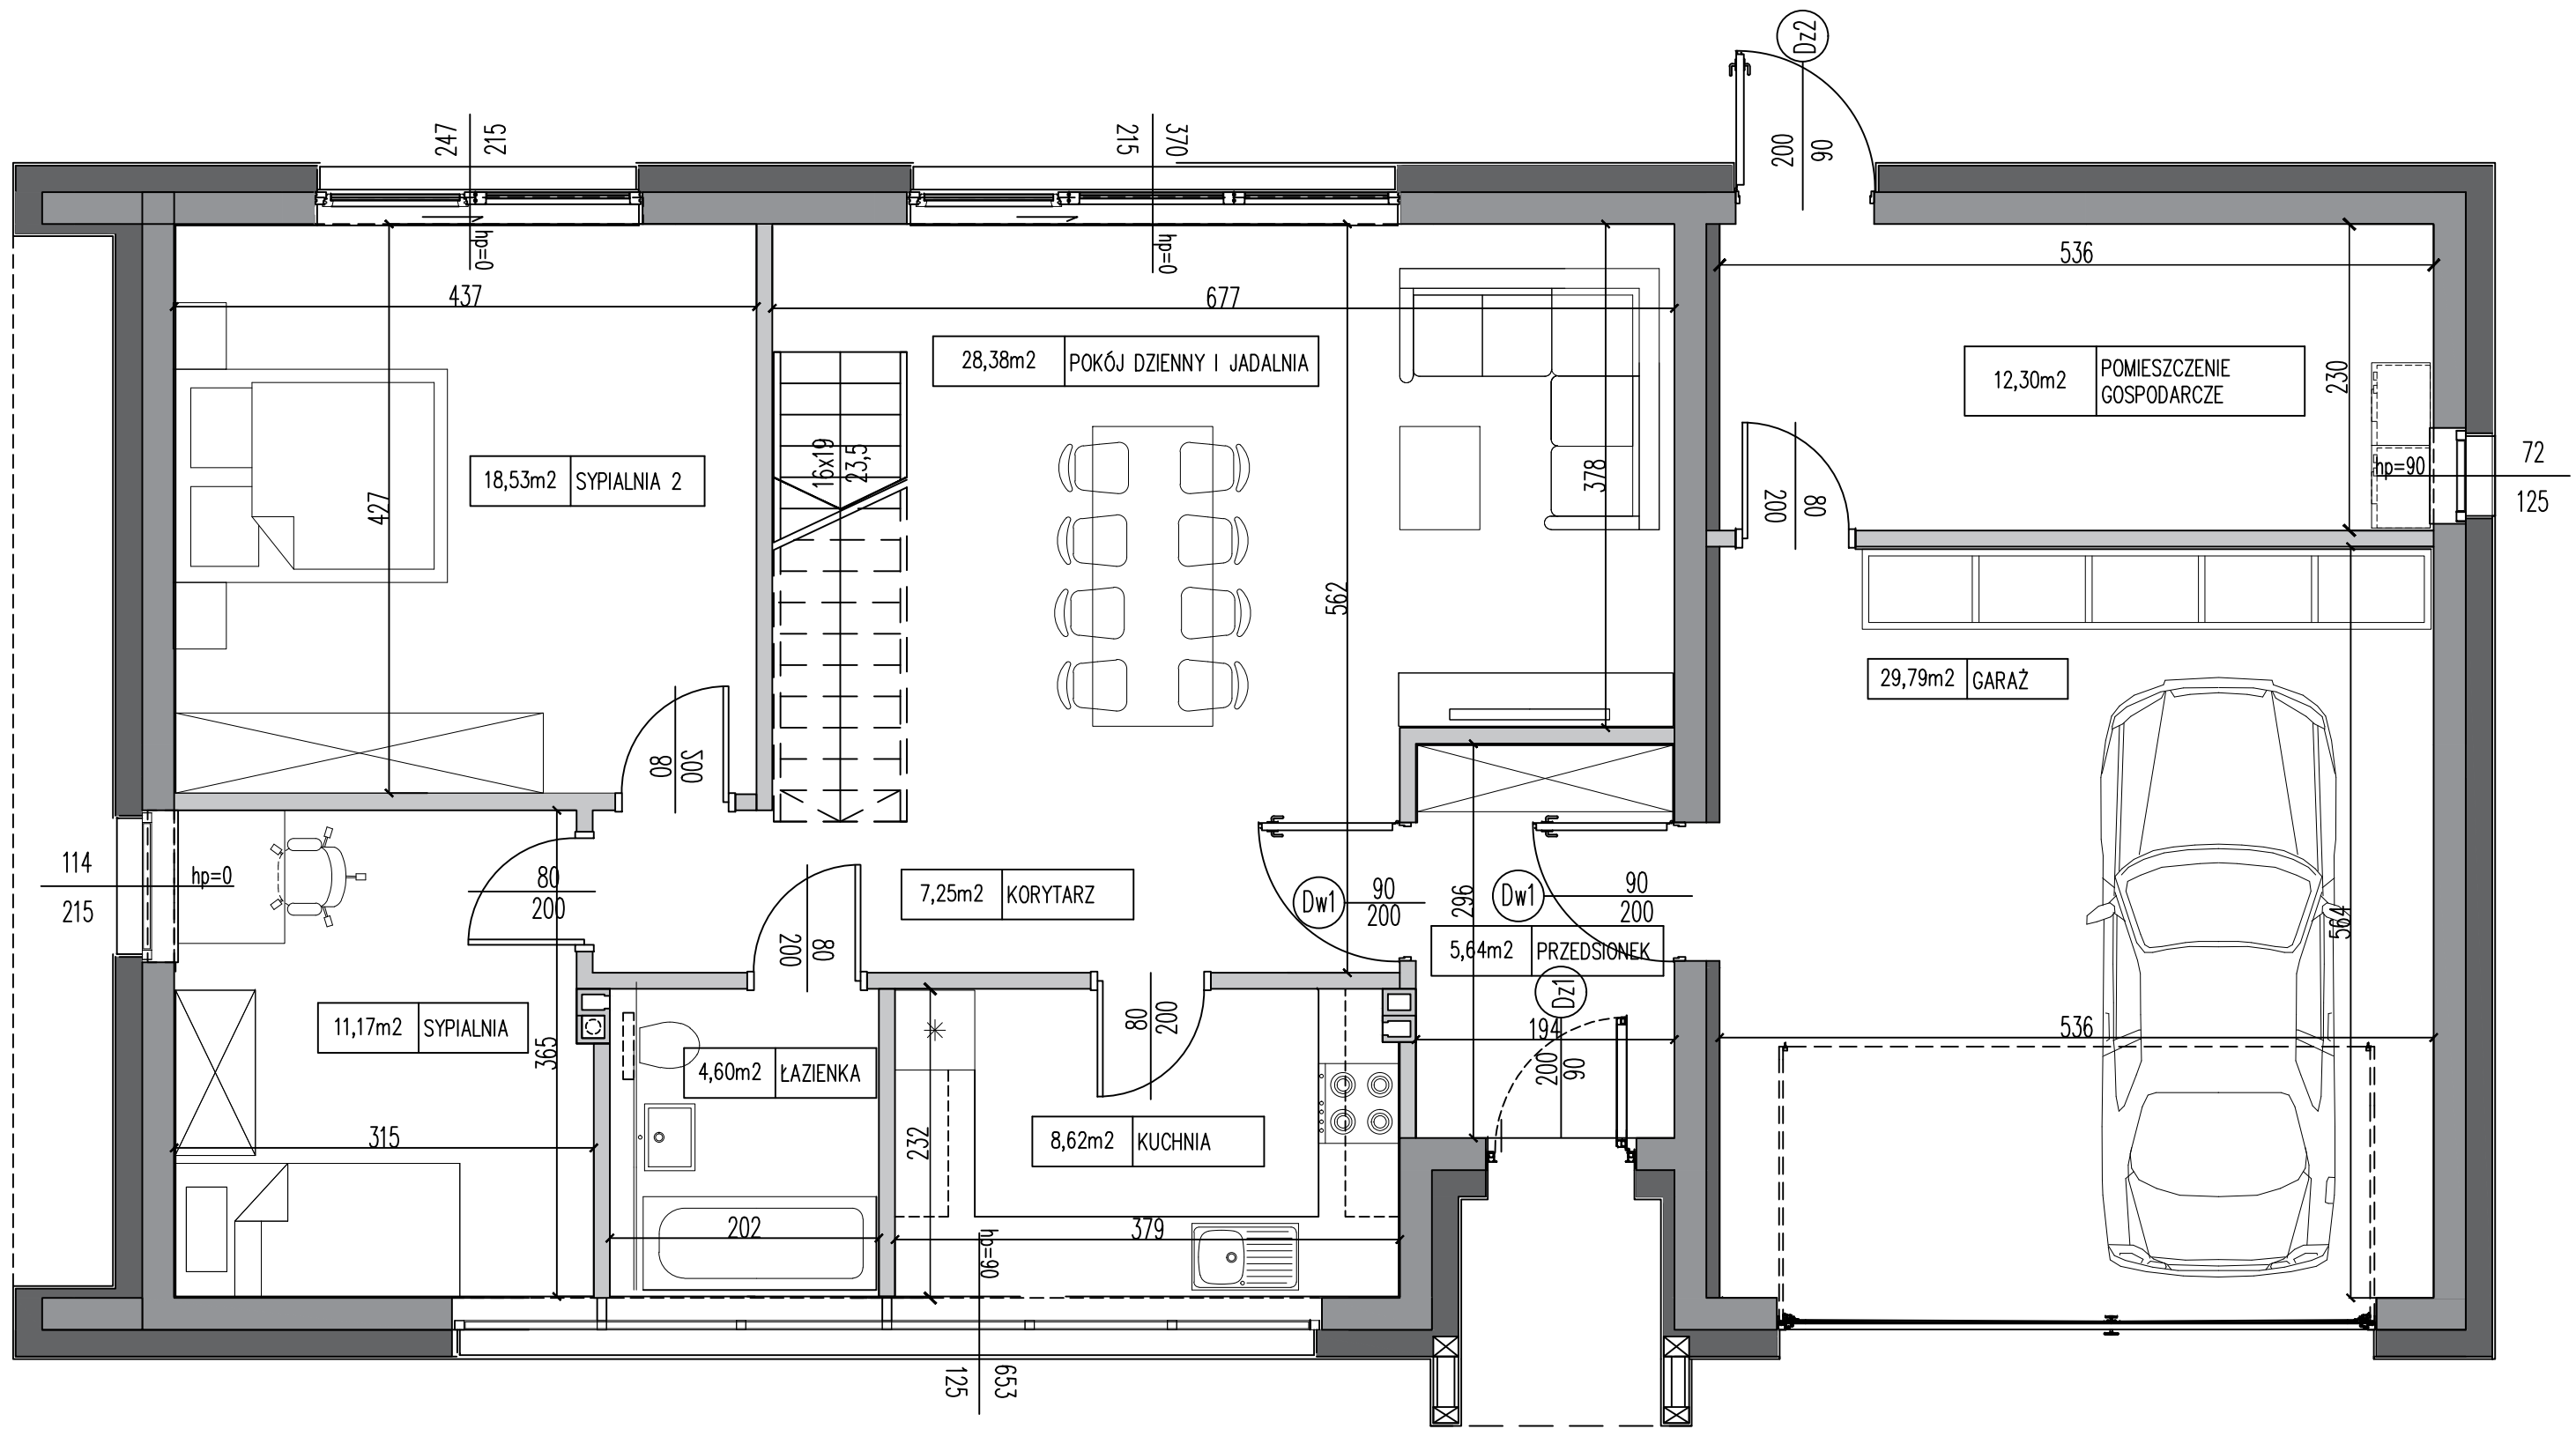 Dz2
247
215
215
370
200
90
hp=0
hp=0
536
437
677
28,38m2 POKÓJ DZIENNY I JADALNIA
12,30m2 POMIESZCZENIE
GOSPODARCZE
230
16x19
23,5
18,53m2 SYPIALNIA 2
427
378
200
80
hp=90
72
125
562
29,79m2 GARAŻ
200
80
114
215
hp=0
80
200
7,25m2 KORYTARZ
200
80
Dw1
90
200
296
Dw1
90
200
564
5,64m2 PRZEDSIONEK
Dz1
11,17m2 SYPIALNIA
365
4,60m2 ŁAZIENKA
80
200
194
200
90
536
315
232
8,62m2 KUCHNIA
202
hp=90
379
125
653